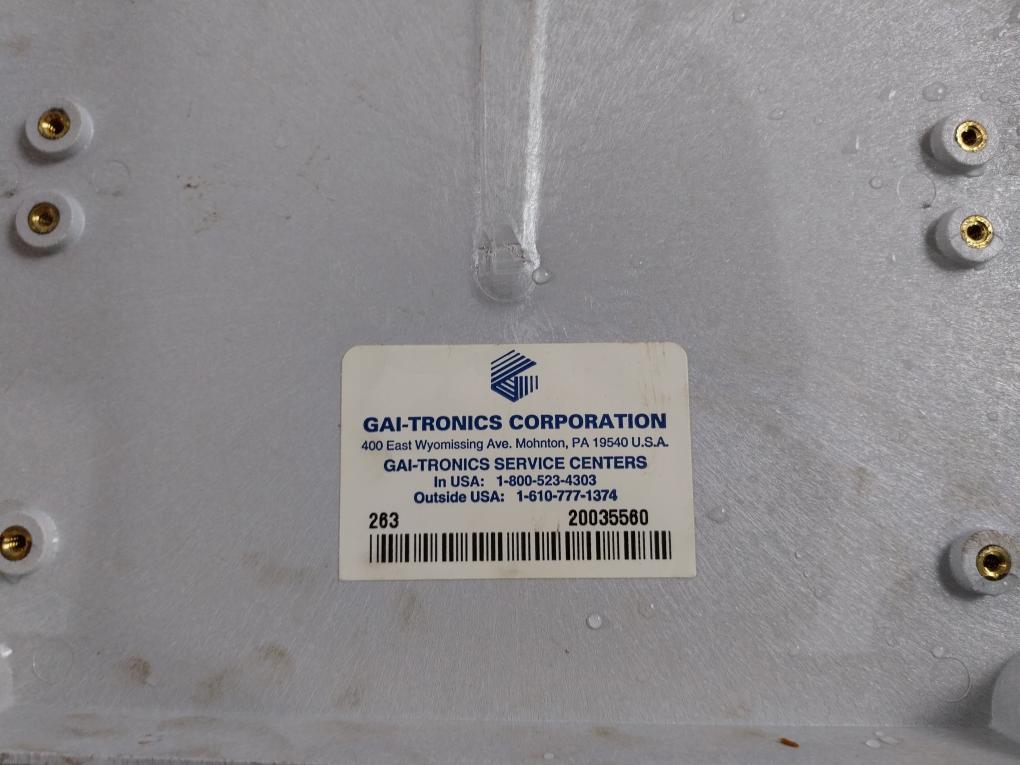 GAI-TRONICS CORPORATION
400 East Wyomissing Ave. Mohnton, PA 19540 U.S.A.
GAI-TRONICS SERVICE CENTERS
In USA: 1-800-523-4303
Outside USA: 1-610-777-1374
263 20035560